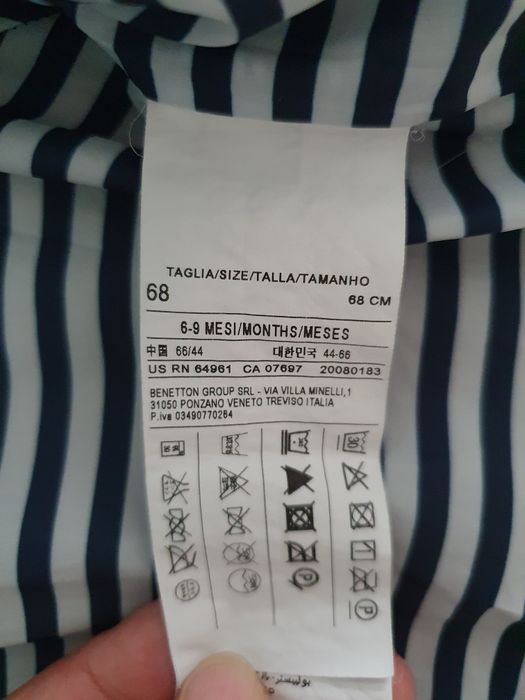 TAGLIA/SIZE/TALLA/TAMANHO
68 68 CM
6-9 MESI/MONTHS/MESES
中国 66/44 대한민국 44-66
US RN 64961 CA 07697 20080183
BENETTON GROUP SRL - VIA VILLA MINELLI,1
31050 PONZANO VENETO TREVISO ITALIA
P.iva 03490770264
30
P P